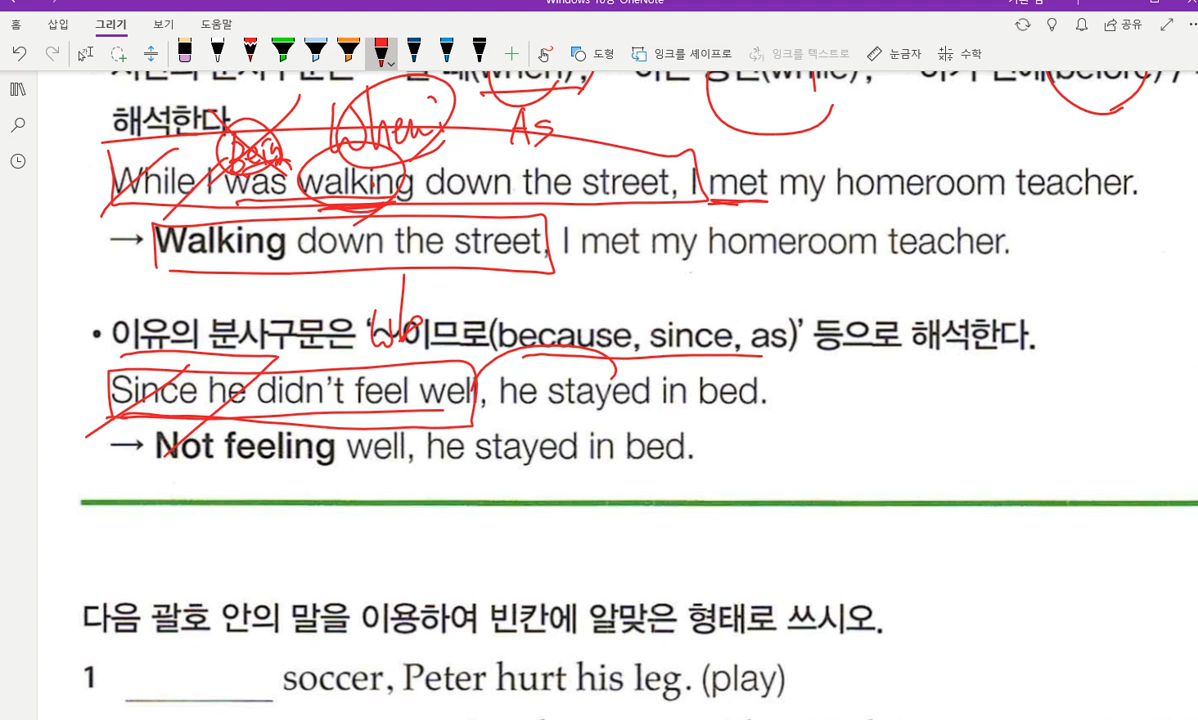 Windows 10용 OneNote
홈 삽입 그리기 보기 도움말
공유
도형 잉크를 셰이프로 잉크를 텍스트로 눈금자 수학
해석한다.
When
As
While I was walking down the street, I met my homeroom teacher.
→ Walking down the street, I met my homeroom teacher.
• 이유의 분사구문은 ‘~이므로(because, since, as)’ 등으로 해석한다.
Since he didn’t feel well, he stayed in bed.
→ Not feeling well, he stayed in bed.
다음 괄호 안의 말을 이용하여 빈칸에 알맞은 형태로 쓰시오.
1 ________ soccer, Peter hurt his leg. (play)